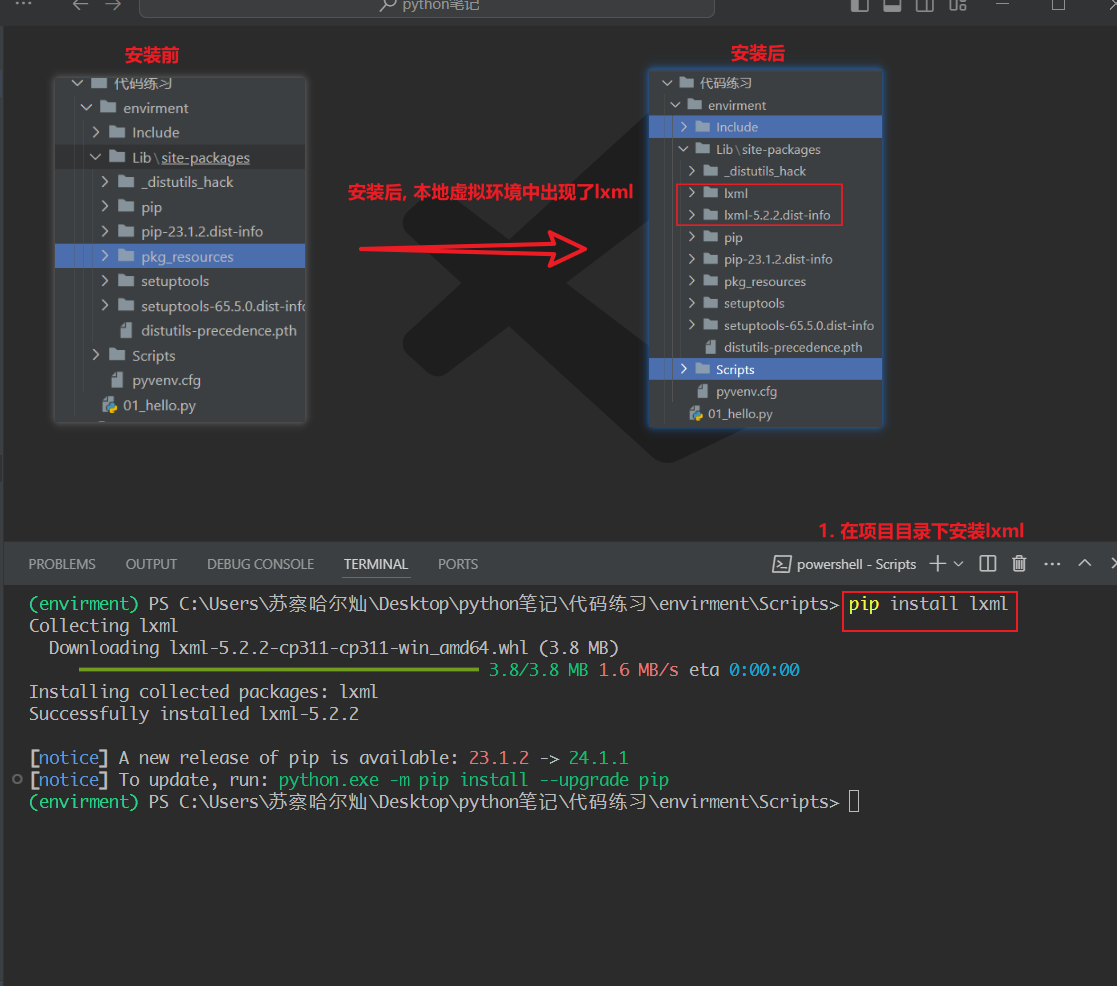 python笔记
安装前
安装后
代码练习
envirment
Include
Lib\site-packages
_distutils_hack
pip
pip-23.1.2.dist-info
pkg_resources
setuptools
setuptools-65.5.0.dist-info
distutils-precedence.pth
Scripts
pyvenv.cfg
01_hello.py
安装后, 本地虚拟环境中出现了lxml
代码练习
envirment
Include
Lib\site-packages
_distutils_hack
lxml
lxml-5.2.2.dist-info
pip
pip-23.1.2.dist-info
pkg_resources
setuptools
setuptools-65.5.0.dist-info
distutils-precedence.pth
Scripts
pyvenv.cfg
01_hello.py
1. 在项目目录下安装lxml
PROBLEMS OUTPUT DEBUG CONSOLE TERMINAL PORTS powershell - Scripts
(envirment) PS C:\Users\苏察哈尔灿\Desktop\python笔记\代码练习\envirment\Scripts> pip install lxml
Collecting lxml
Downloading lxml-5.2.2-cp311-cp311-win_amd64.whl (3.8 MB)
3.8/3.8 MB 1.6 MB/s eta 0:00:00
Installing collected packages: lxml
Successfully installed lxml-5.2.2
[notice] A new release of pip is available: 23.1.2 -> 24.1.1
[notice] To update, run: python.exe -m pip install --upgrade pip
(envirment) PS C:\Users\苏察哈尔灿\Desktop\python笔记\代码练习\envirment\Scripts>